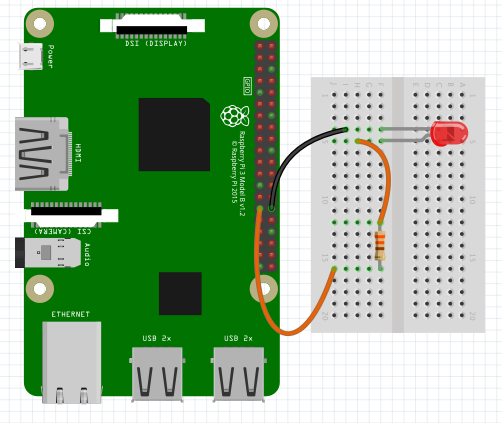 DSI (DISPLAY)
Power
GPIO
HDMI
Raspberry Pi 3 Model B v1.2
© Raspberry Pi 2015
CSI (CAMERA)
Audio
ETHERNET
USB 2x
USB 2x